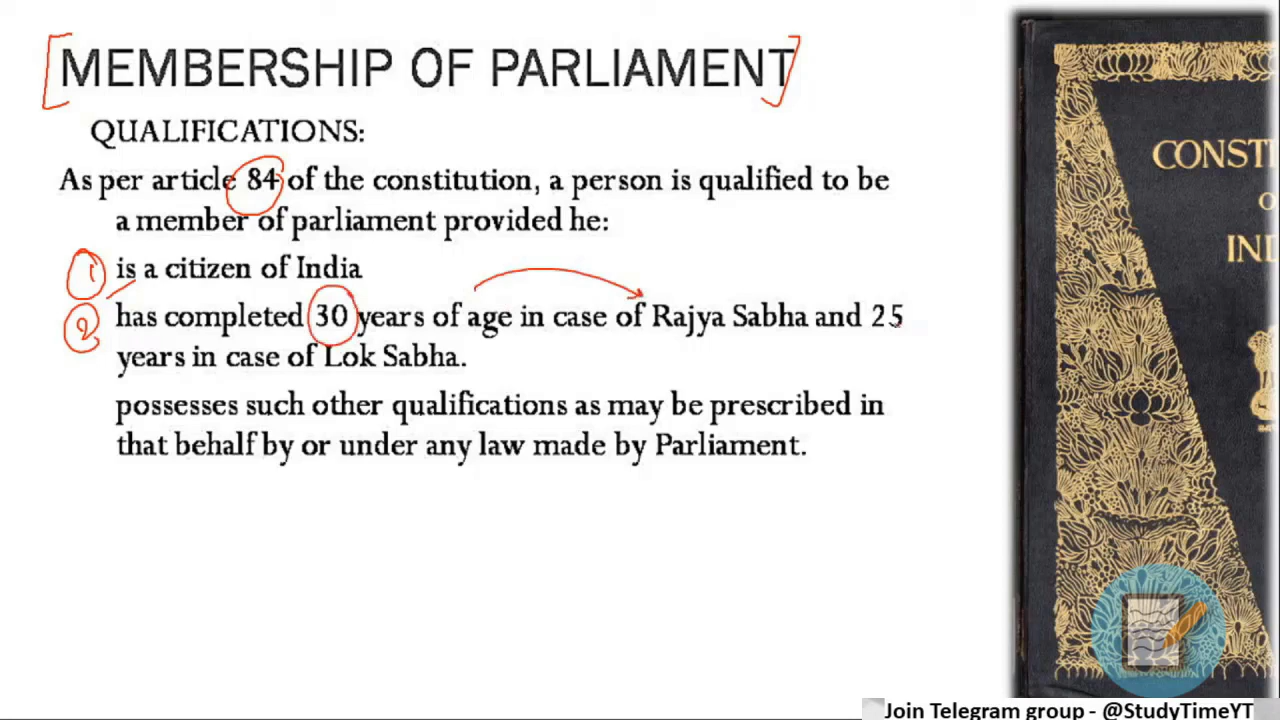 MEMBERSHIP OF PARLIAMENT
QUALIFICATIONS:
As per article 84 of the constitution, a person is qualified to be
a member of parliament provided he:
1 is a citizen of India
2 has completed 30 years of age in case of Rajya Sabha and 25
years in case of Lok Sabha.
possesses such other qualifications as may be prescribed in
that behalf by or under any law made by Parliament.
Join Telegram group - @StudyTimeYT